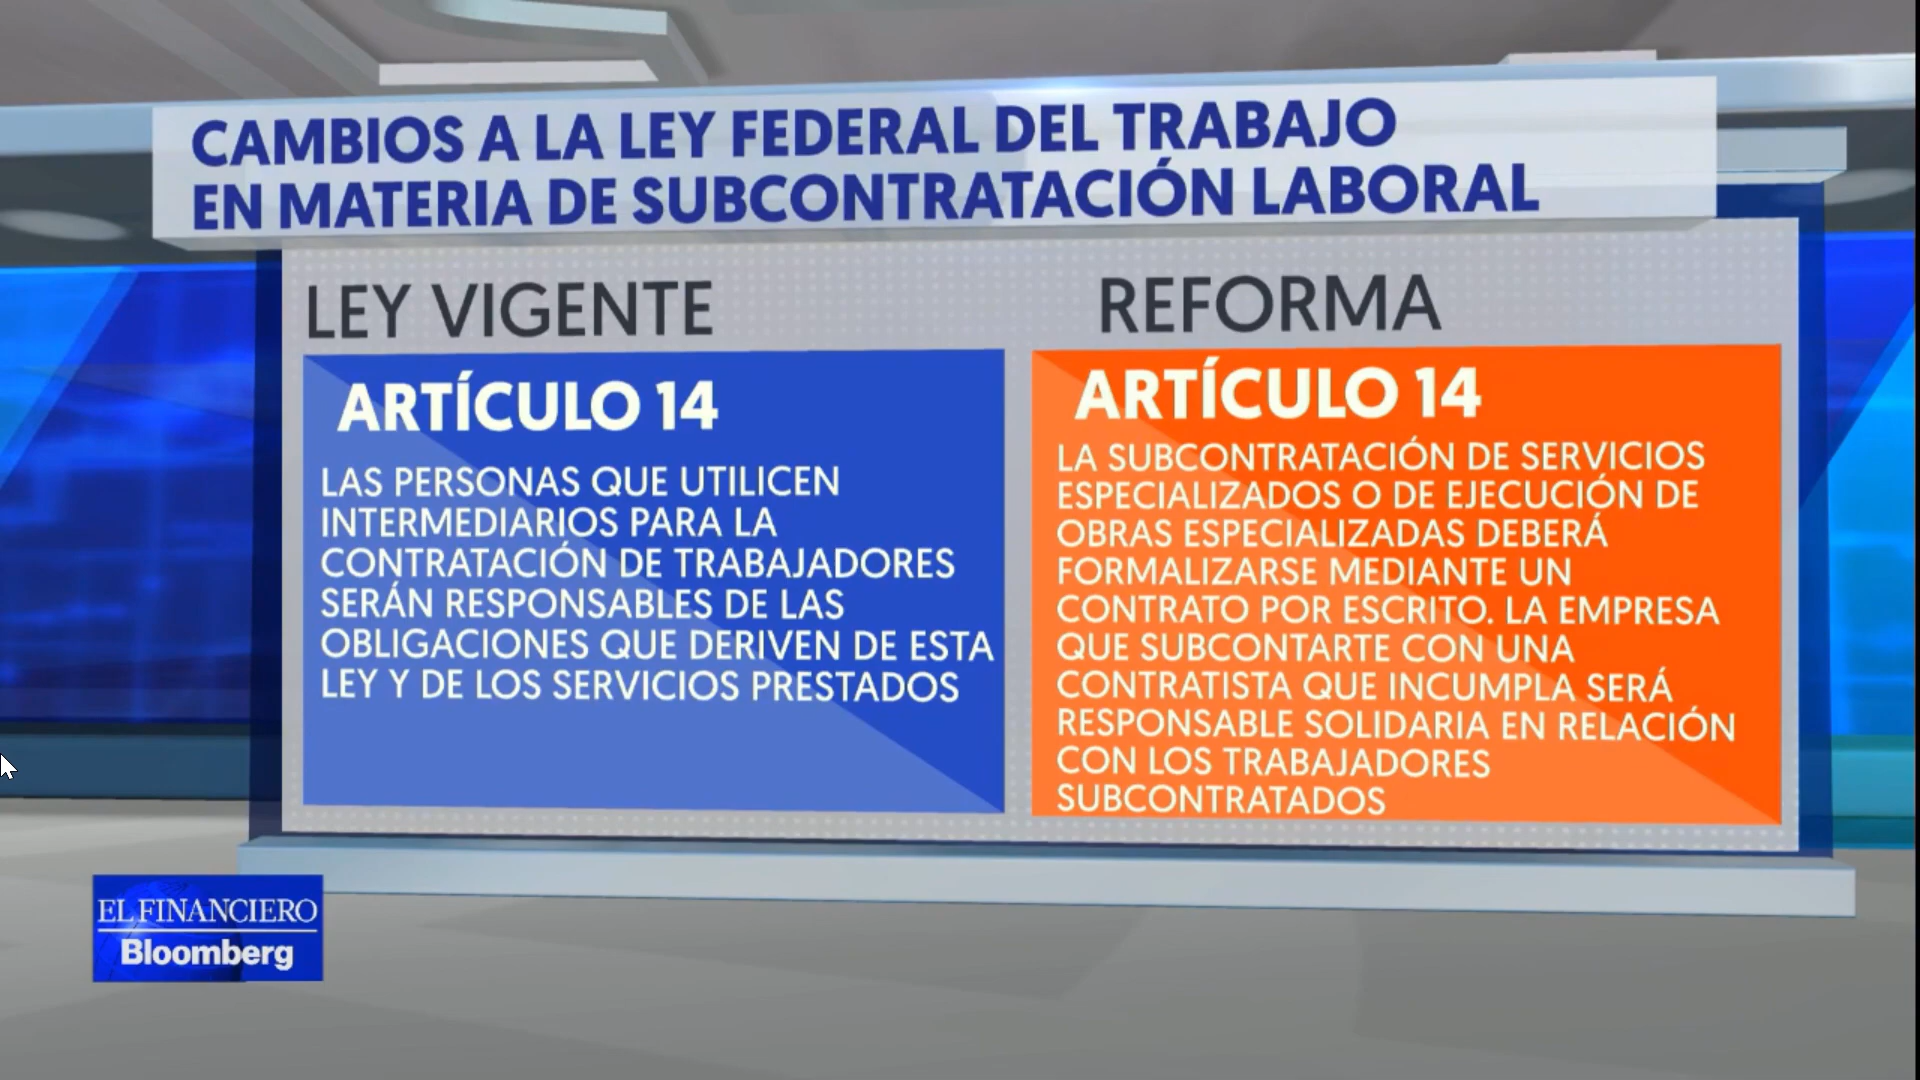 CAMBIOS A LA LEY FEDERAL DEL TRABAJO
EN MATERIA DE SUBCONTRATACIÓN LABORAL
LEY VIGENTE
ARTÍCULO 14
LAS PERSONAS QUE UTILICEN
INTERMEDIARIOS PARA LA
CONTRATACIÓN DE TRABAJADORES
SERÁN RESPONSABLES DE LAS
OBLIGACIONES QUE DERIVEN DE ESTA
LEY Y DE LOS SERVICIOS PRESTADOS
REFORMA
ARTÍCULO 14
LA SUBCONTRATACIÓN DE SERVICIOS
ESPECIALIZADOS O DE EJECUCIÓN DE
OBRAS ESPECIALIZADAS DEBERÁ
FORMALIZARSE MEDIANTE UN
CONTRATO POR ESCRITO. LA EMPRESA
QUE SUBCONTARTE CON UNA
CONTRATISTA QUE INCUMPLA SERÁ
RESPONSABLE SOLIDARIA EN RELACIÓN
CON LOS TRABAJADORES
SUBCONTRATADOS
EL FINANCIERO
Bloomberg